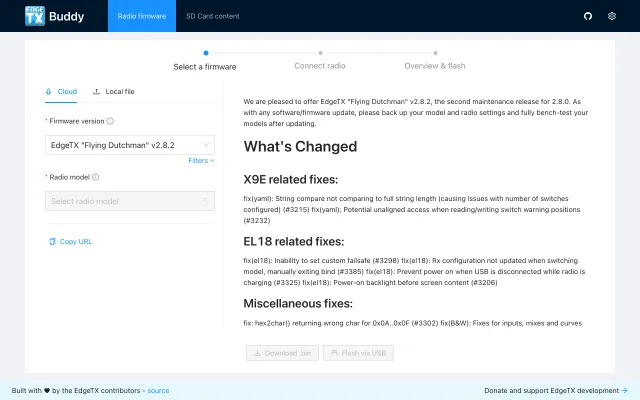 EDGE
TX Buddy
Radio firmware
SD Card content
Select a firmware
Connect radio
Overview & flash
Cloud
Local file
* Firmware version
EdgeTX "Flying Dutchman" v2.8.2
Filters
* Radio model
Select radio model
Copy URL
We are pleased to offer EdgeTX "Flying Dutchman" v2.8.2, the second maintenance release for 2.8.0. As
with any software/firmware update, please back up your model and radio settings and fully bench-test your
models after updating.
What's Changed
X9E related fixes:
fix(yaml): String compare not comparing to full string length (causing issues with number of switches
configured) (#3215) fix(yaml): Potential unaligned access when reading/writing switch warning positions
(#3232)
EL18 related fixes:
fix(el18): Inability to set custom failsafe (#3298) fix(el18): Rx configuration not updated when switching
model, manually exiting bind (#3385) fix(el18): Prevent power on when USB is disconnected while radio is
charging (#3325) fix(el18): Power-on backlight before screen content (#3206)
Miscellaneous fixes:
fix: hex2char() returning wrong char for 0x0A..0x0F (#3302) fix(B&W): Fixes for inputs, mixes and curves
Download .bin
Flash via USB
Built with ♥ by the EdgeTX contributors - source
Donate and support EdgeTX development →